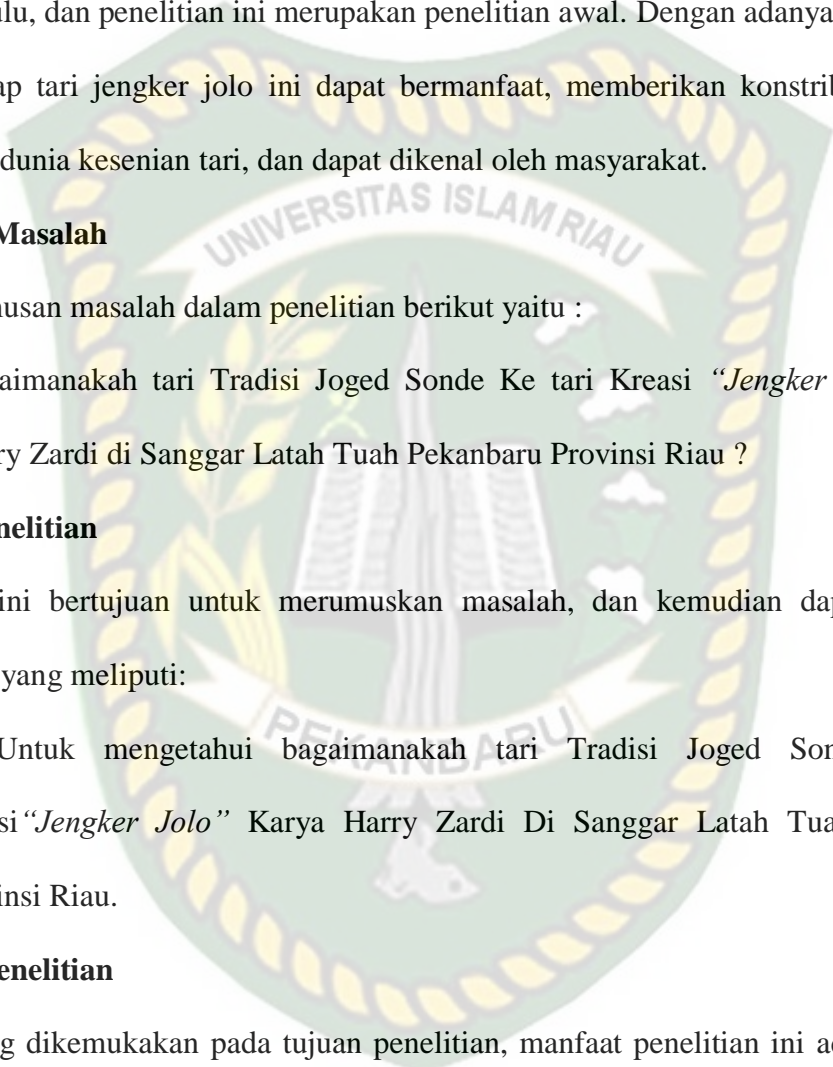 ulu, dan penelitian ini merupakan penelitian awal. Dengan adanya
ap tari jengker jolo ini dapat bermanfaat, memberikan konstrib
dunia kesenian tari, dan dapat dikenal oleh masyarakat.
UNIVERSITAS ISLAM RIAU
Masalah
usan masalah dalam penelitian berikut yaitu :
aimanakah tari Tradisi Joged Sonde Ke tari Kreasi “Jengker
ry Zardi di Sanggar Latah Tuah Pekanbaru Provinsi Riau ?
nelitian
ini bertujuan untuk merumuskan masalah, dan kemudian dap
yang meliputi:
PEKANBARU
Untuk mengetahui bagaimanakah tari Tradisi Joged Son
si“Jengker Jolo” Karya Harry Zardi Di Sanggar Latah Tua
insi Riau.
enelitian
g dikemukakan pada tujuan penelitian, manfaat penelitian ini ad